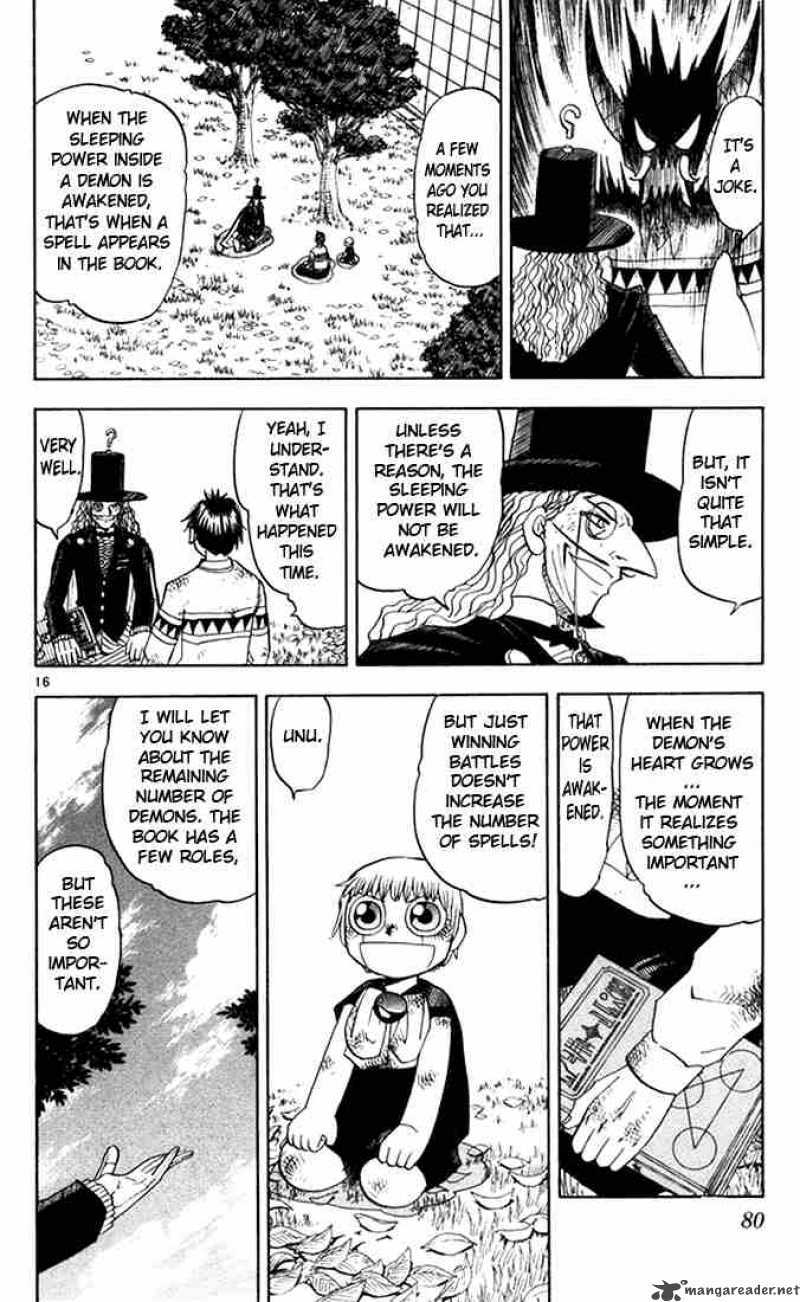 IT'S
A
JOKE.
A FEW
MOMENTS
AGO YOU
REALIZED
THAT...
WHEN THE
SLEEPING
POWER INSIDE
A DEMON IS
AWAKENED,
THAT'S WHEN A
SPELL APPEARS
IN THE BOOK.
BUT, IT
ISN'T
QUITE
THAT
SIMPLE.
UNLESS
THERE'S A
REASON, THE
SLEEPING
POWER WILL
NOT BE
AWAKENED.
YEAH, I
UNDER-
STAND.
THAT'S
WHAT
HAPPENED
THIS
TIME.
VERY
WELL.
16
WHEN THE
DEMON'S
HEART GROWS
...
THE MOMENT
IT REALIZES
SOMETHING
IMPORTANT
...
THAT
POWER
IS
AWAK-
ENED.
BUT JUST
WINNING
BATTLES
DOESN'T
INCREASE
THE NUMBER
OF SPELLS!
UNU.
I WILL LET
YOU KNOW
ABOUT THE
REMAINING
NUMBER OF
DEMONS. THE
BOOK HAS A
FEW ROLES,
BUT
THESE
AREN'T
SO
IMPOR-
TANT.
80
mangareader.net